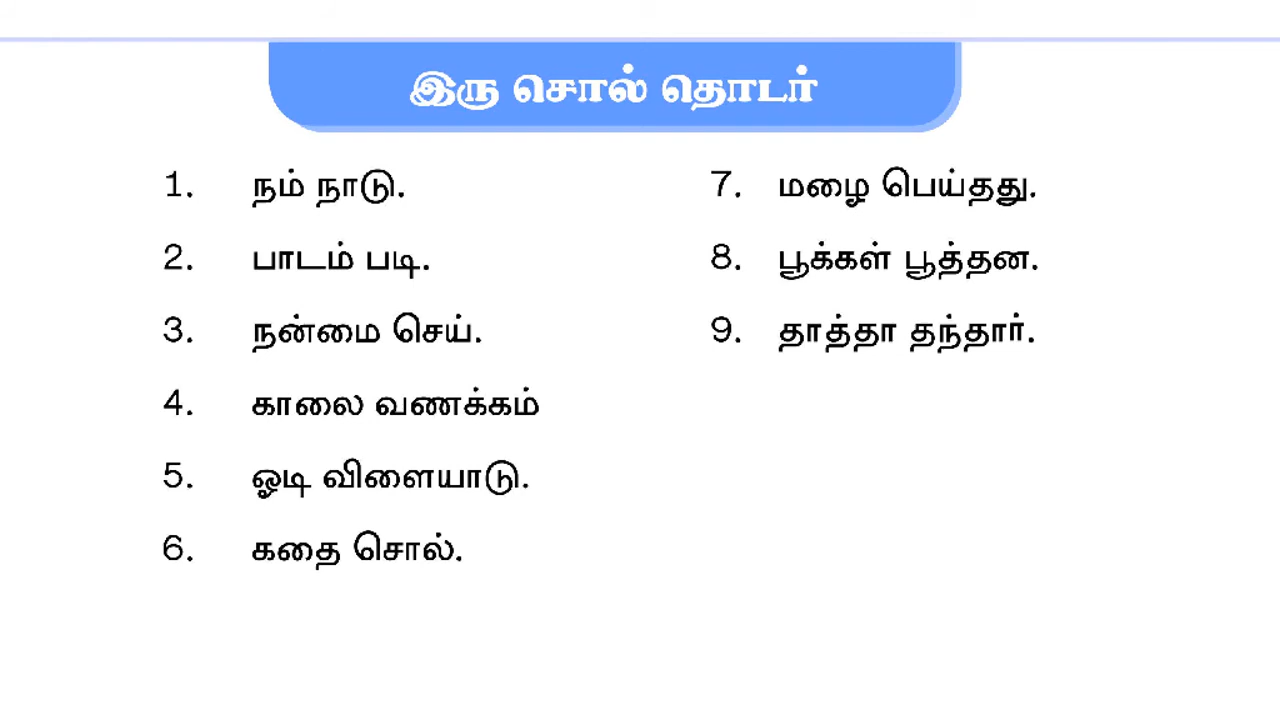 இரு சொல் தொடர்
1. நம் நாடு.
2. பாடம் படி.
3. நன்மை செய்.
4. காலை வணக்கம்
5. ஓடி விளையாடு.
6. கதை சொல்.
7. மழை பெய்தது.
8. பூக்கள் பூத்தன.
9. தாத்தா தந்தார்.